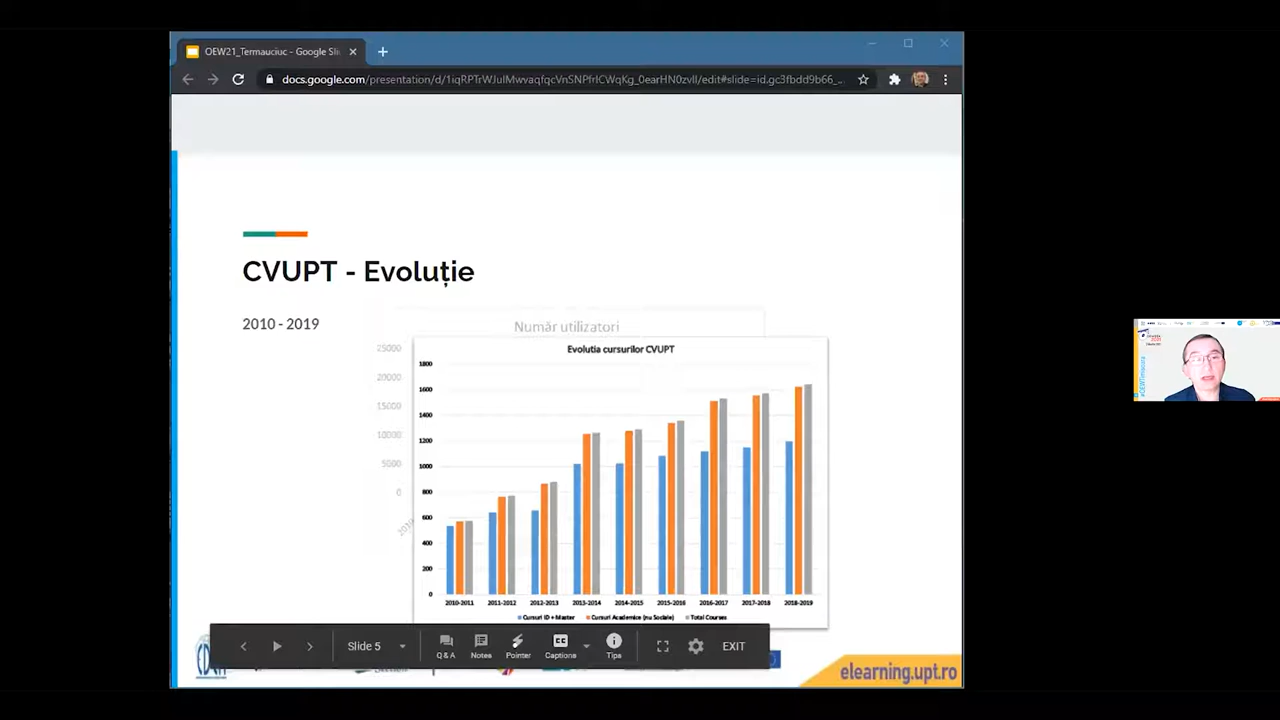 OEW21_Termauciuc - Google Sli
docs.google.com/presentation/d/1iqRPTrWJulMwvaqfqcVnSNPfrlCWqKg_0earHN0zvlI/edit#slide=id.gc3fbdd9b66_...
CVUPT - Evoluție
2010 - 2019
Număr utilizatori
25000
20000
15000
10000
5000
0
2010
Evolutia cursurilor CVUPT
1800
1600
1400
1200
1000
800
600
400
200
0
2010-2011 2011-2012 2012-2013 2013-2014 2014-2015 2015-2016 2016-2017 2017-2018 2018-2019
Cursuri ID + Master Cursuri Academice (nu Sociale) Total Courses
Slide 5
Q & A Notes Pointer Captions Tips EXIT
elearning.upt.ro